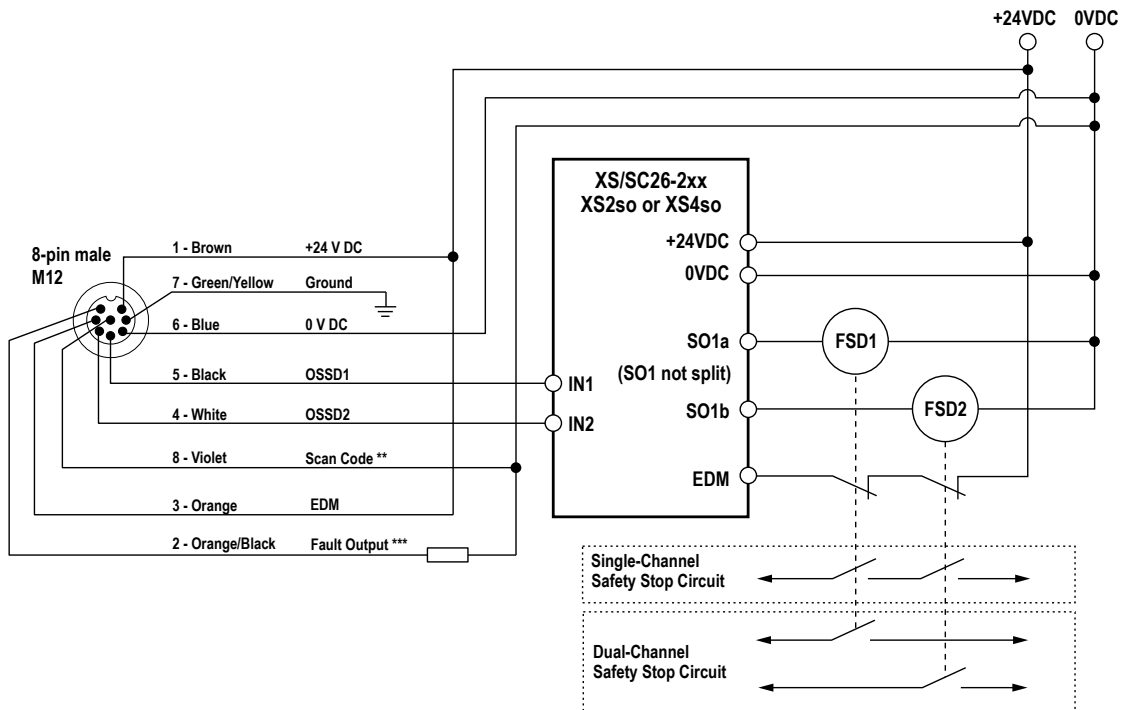 +24VDC 0VDC
XS/SC26-2xx
XS2so or XS4so
+24VDC
0VDC
SO1a
(SO1 not split)
SO1b
EDM
IN1
IN2
FSD1
FSD2
8-pin male
M12
1 - Brown +24 V DC
7 - Green/Yellow Ground
6 - Blue 0 V DC
5 - Black OSSD1
4 - White OSSD2
8 - Violet Scan Code **
3 - Orange EDM
2 - Orange/Black Fault Output ***
Single-Channel
Safety Stop Circuit
Dual-Channel
Safety Stop Circuit